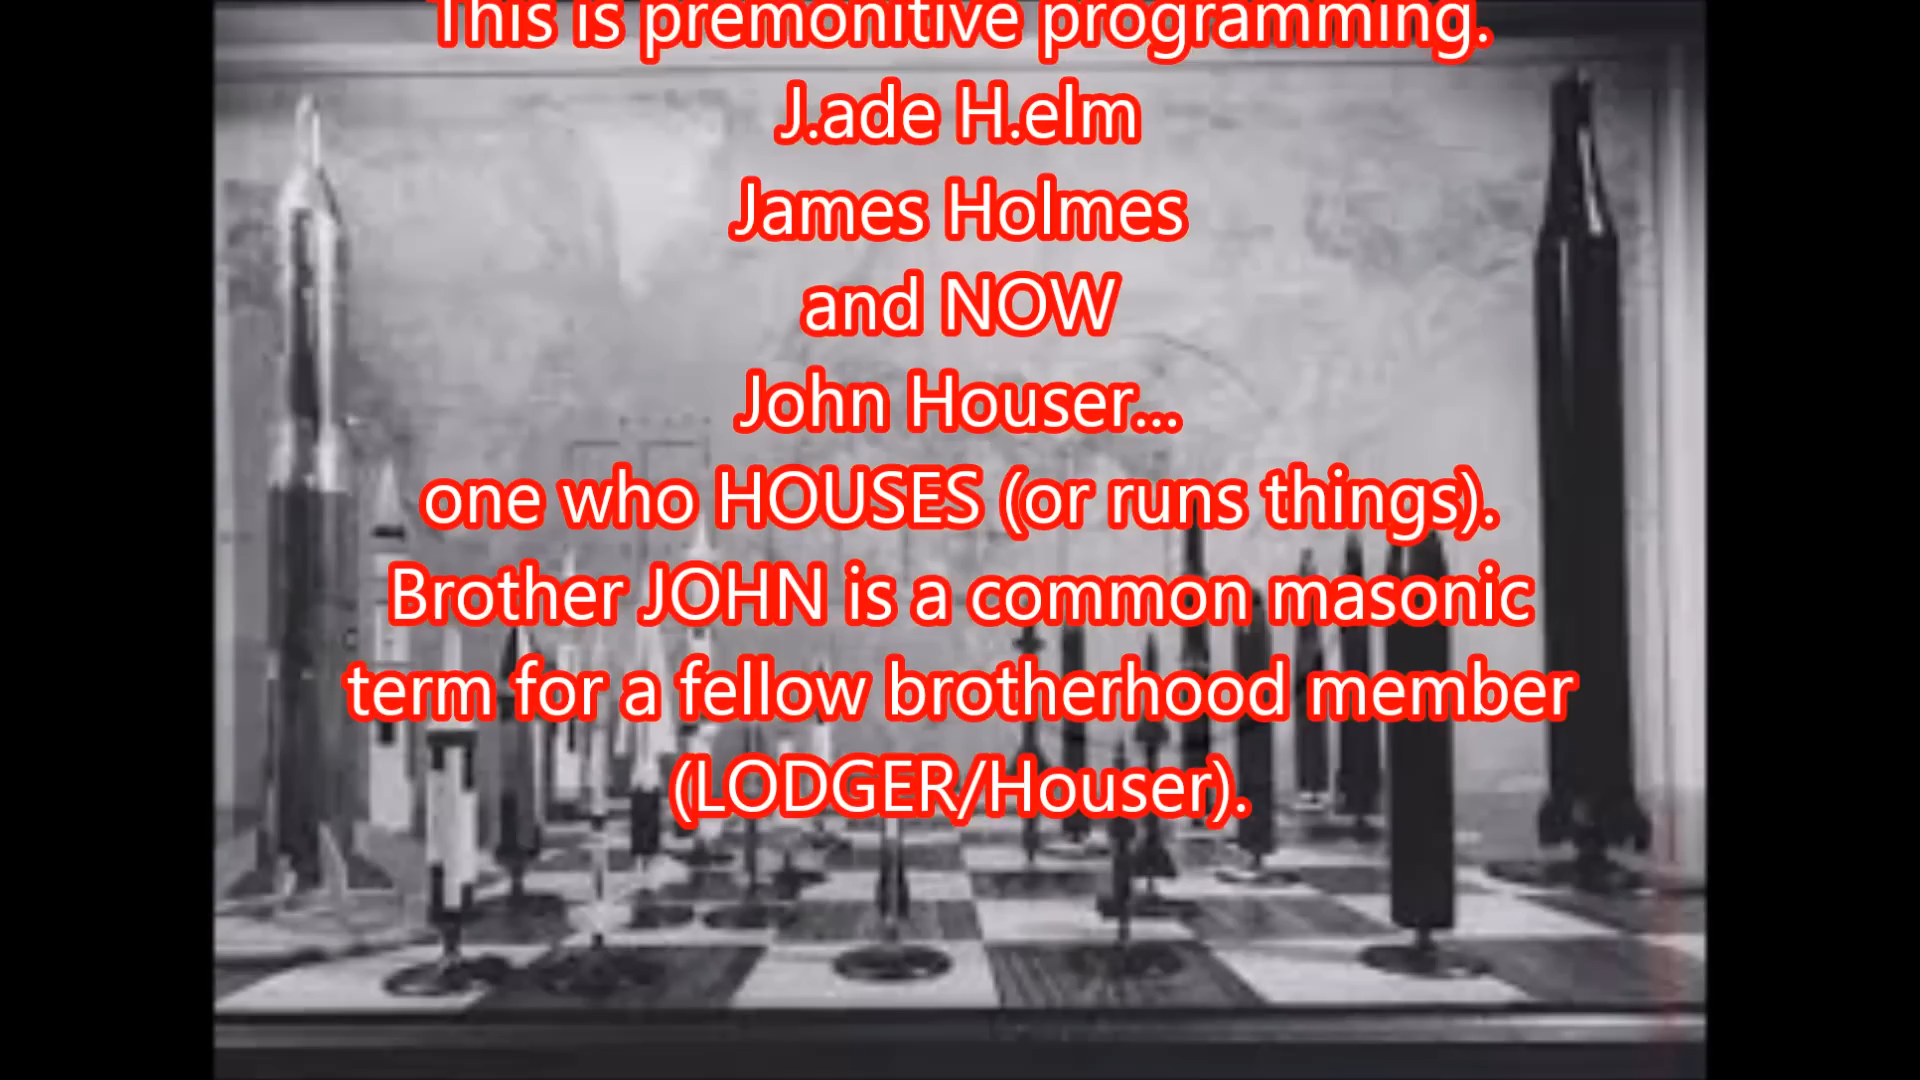 This is premonitive programming.
J.ade H.elm
James Holmes
and NOW
John Houser...
one who HOUSES (or runs things).
Brother JOHN is a common masonic
term for a fellow brotherhood member
(LODGER/Houser).